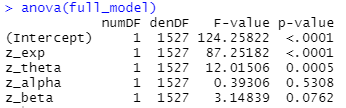 > anova(full_model)
numDF denDF F-value p-value
(Intercept) 1 1527 124.25822 <.0001
z_exp 1 1527 87.25182 <.0001
z_theta 1 1527 12.01506 0.0005
z_alpha 1 1527 0.39306 0.5308
z_beta 1 1527 3.14839 0.0762